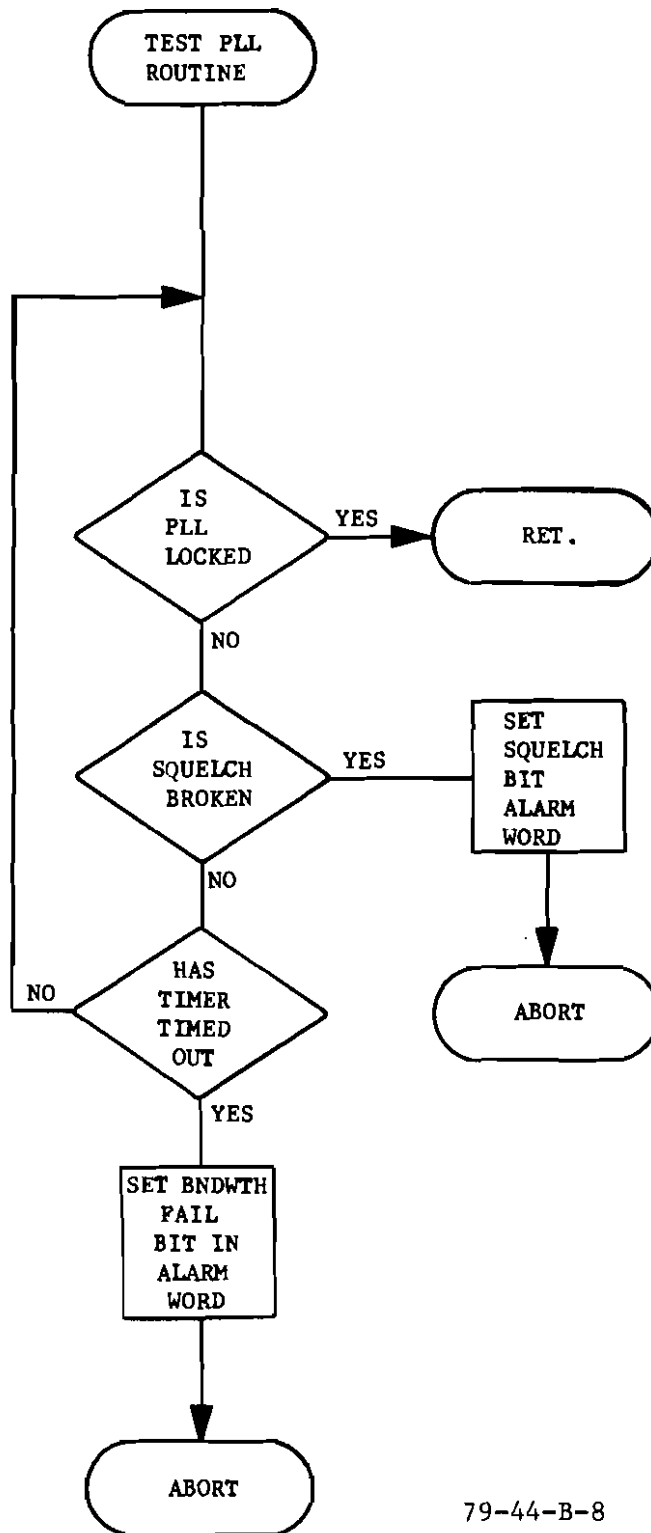 TEST PLL
ROUTINE
IS
PLL
LOCKED
YES
RET.
NO
IS
SQUELCH
BROKEN
YES
SET
SQUELCH
BIT
ALARM
WORD
NO
HAS
TIMER
TIMED
OUT
NO
ABORT
YES
SET BNDWTH
FAIL
BIT IN
ALARM
WORD
ABORT
79-44-B-8